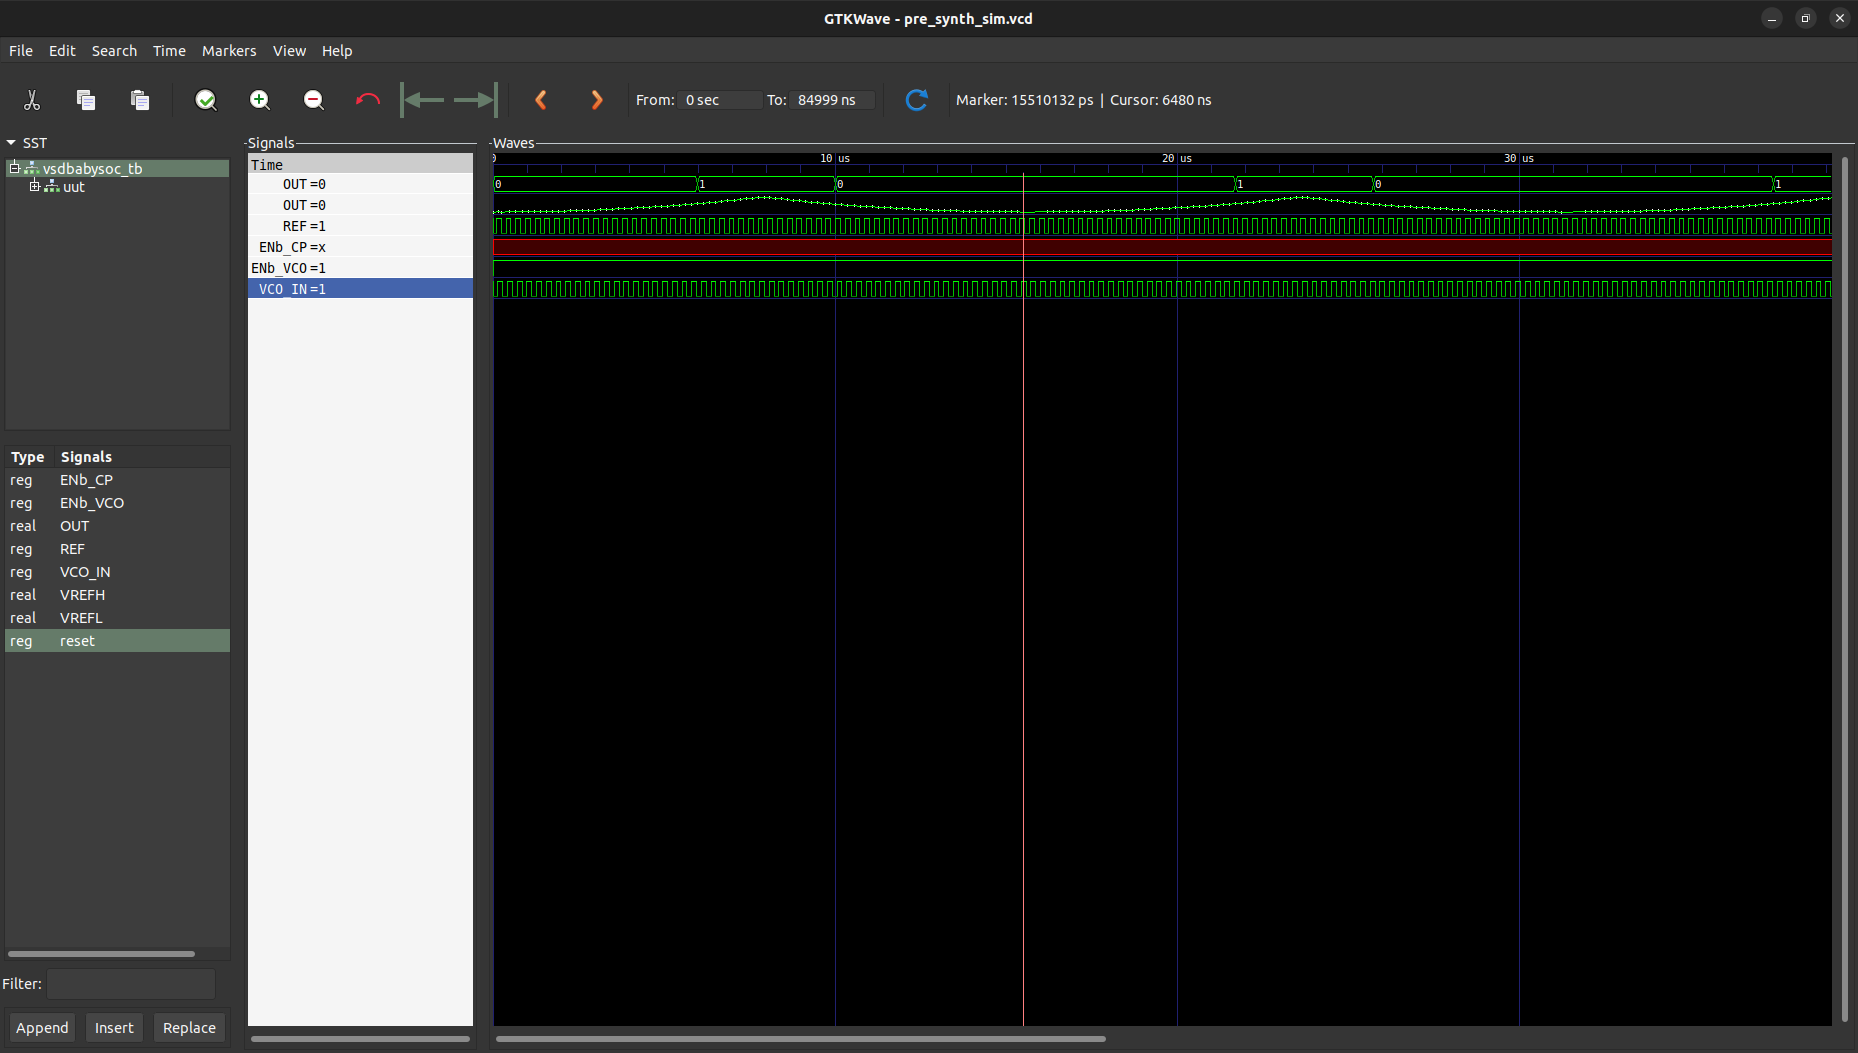 GTKWave - pre_synth_sim.vcd
File Edit Search Time Markers View Help
From: 0 sec To: 84999 ns Marker: 15510132 ps | Cursor: 6480 ns
SST
vsdbabysoc_tb
uut
Type Signals
reg ENb_CP
reg ENb_VCO
real OUT
reg REF
reg VCO_IN
real VREFH
real VREFL
reg reset
Filter:
Append Insert Replace
Signals
Time
OUT =0
OUT =0
REF =1
ENb_CP =x
ENb_VCO =1
VCO_IN =1
Waves
0 10 us 20 us 30 us
0 1 0 1 0 1